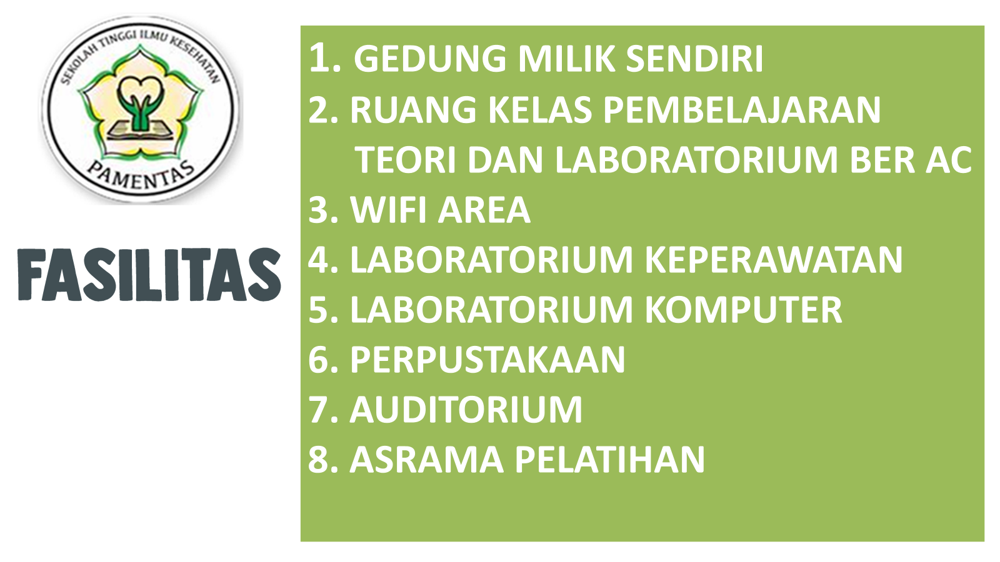 SEKOLAH TINGGI ILMU KESEHATAN
PAMENTAS
FASILITAS
1. GEDUNG MILIK SENDIRI
2. RUANG KELAS PEMBELAJARAN
TEORI DAN LABORATORIUM BER AC
3. WIFI AREA
4. LABORATORIUM KEPERAWATAN
5. LABORATORIUM KOMPUTER
6. PERPUSTAKAAN
7. AUDITORIUM
8. ASRAMA PELATIHAN